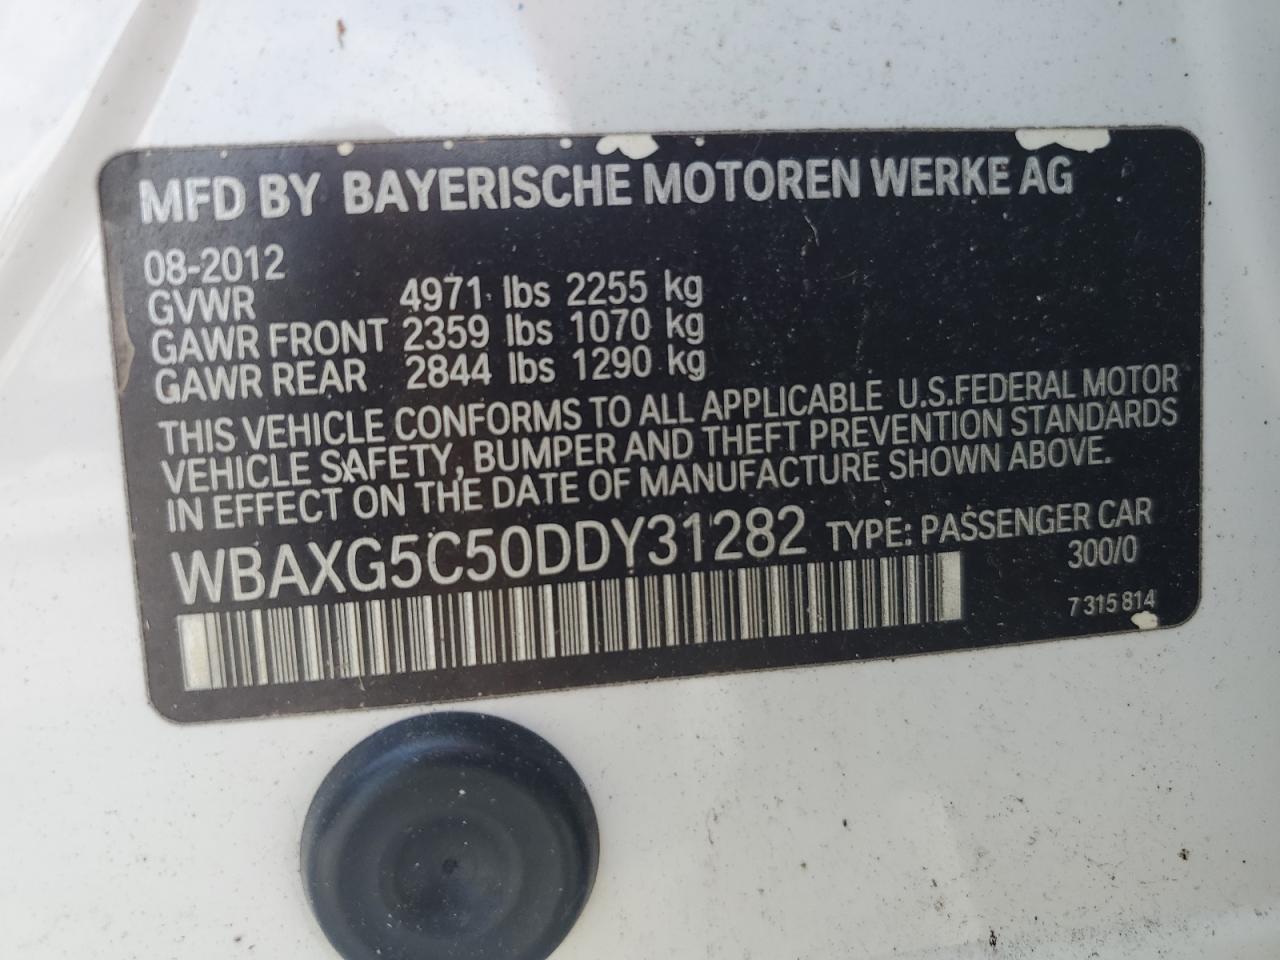 MFD BY BAYERISCHE MOTOREN WERKE AG
08-2012
GVWR 4971 lbs 2255 kg
GAWR FRONT 2359 lbs 1070 kg
GAWR REAR 2844 lbs 1290 kg
THIS VEHICLE CONFORMS TO ALL APPLICABLE U.S.FEDERAL MOTOR
VEHICLE SAFETY, BUMPER AND THEFT PREVENTION STANDARDS
IN EFFECT ON THE DATE OF MANUFACTURE SHOWN ABOVE.
WBAXG5C50DDY31282 TYPE: PASSENGER CAR
300/0
7 315 814